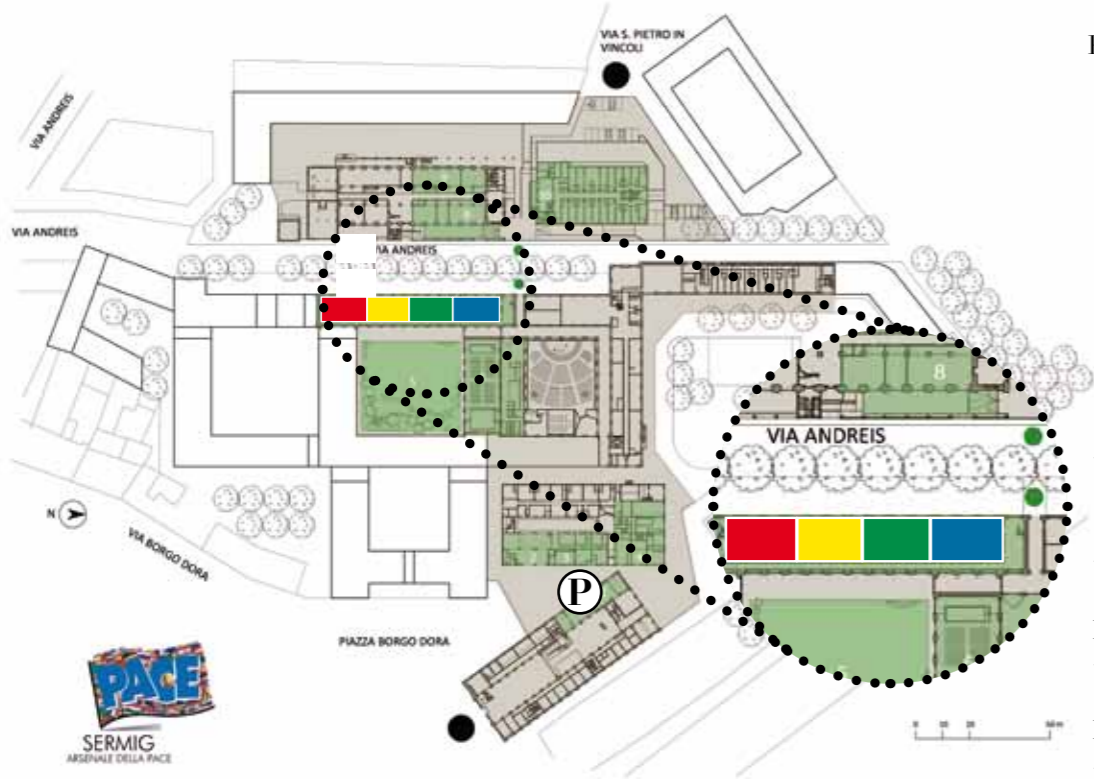 VIA S. PIETRO IN
VINCOLI
VIA ANDREIS
VIA ANDREIS
VIA ANDREIS
8
VIA ANDREIS
N
VIA BORGO DORA
P
PIAZZA BORGO DORA
PACE
SERMIG
ARSENALE DELLA PACE
0 10 20 50 m